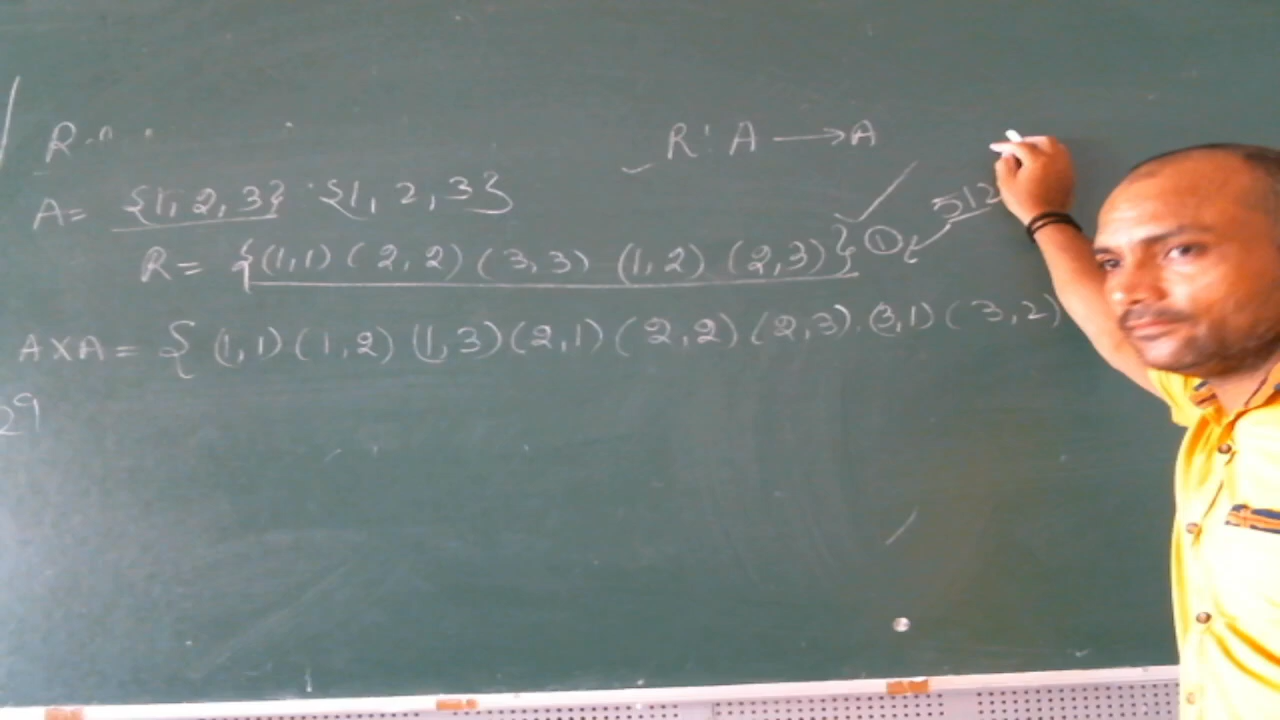 R: A → A
A = {1, 2, 3} · {1, 2, 3}
512
R = {(1,1) (2,2) (3,3) (1,2) (2,3)} ①
A X A = { (1,1) (1,2) (1,3) (2,1) (2,2) (2,3) (3,1) (3,2)
29